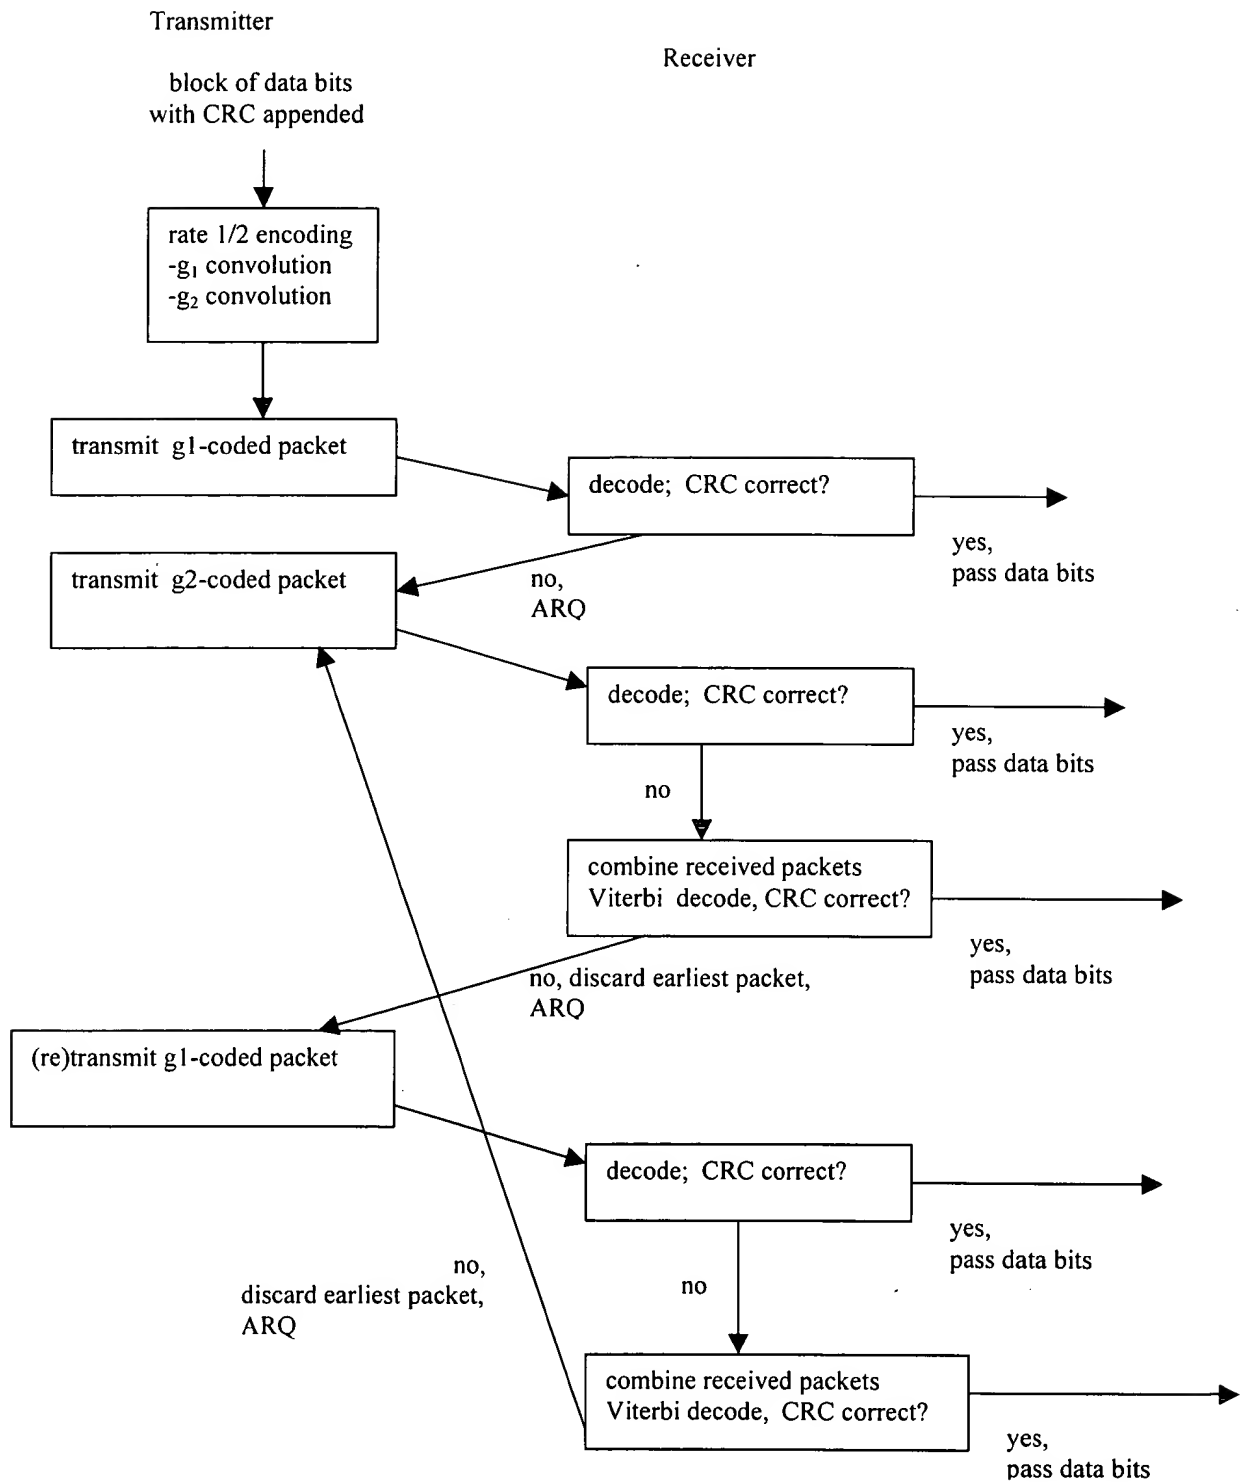 Transmitter
Receiver
block of data bits
with CRC appended
rate 1/2 encoding
-g₁ convolution
-g₂ convolution
transmit g1-coded packet
decode; CRC correct?
yes,
pass data bits
no,
ARQ
transmit g2-coded packet
decode; CRC correct?
yes,
pass data bits
no
combine received packets
Viterbi decode, CRC correct?
yes,
pass data bits
no, discard earliest packet,
ARQ
(re)transmit g1-coded packet
decode; CRC correct?
yes,
pass data bits
no
no,
discard earliest packet,
ARQ
combine received packets
Viterbi decode, CRC correct?
yes,
pass data bits